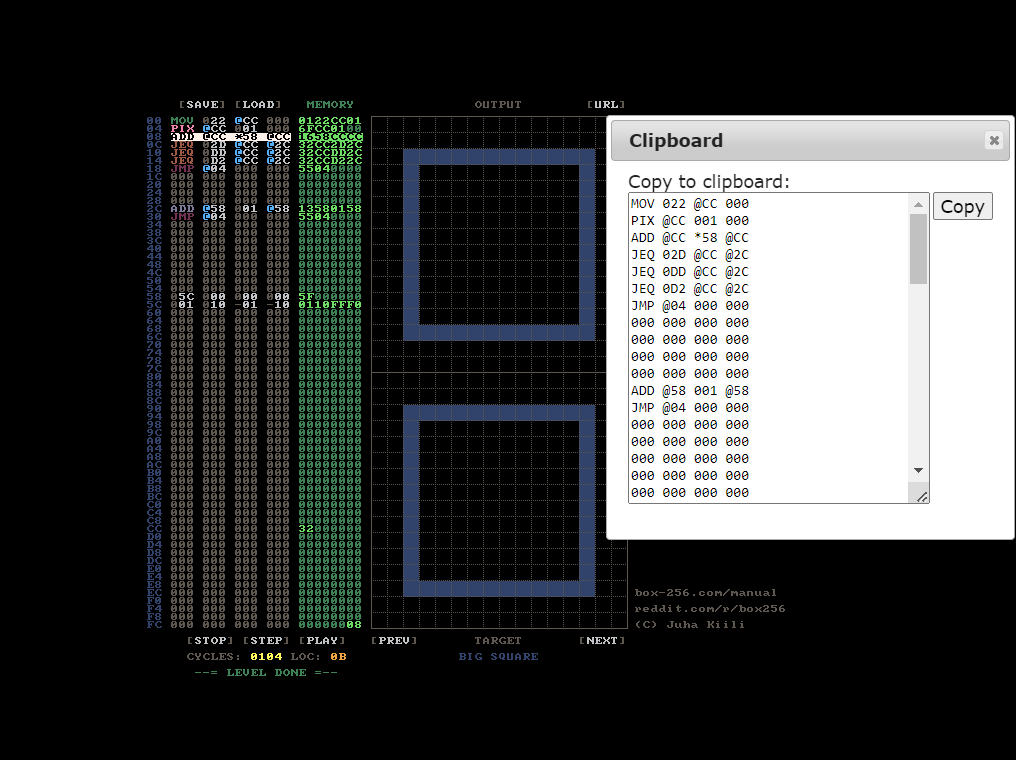 [SAVE] [LOAD] MEMORY OUTPUT [URL]
00 MOV 022 @CC 000 0122CC01
04 PIX @CC 001 000 6FCC0100
08 ADD @CC *58 @CC 1658CCCC
0C JEQ 02D @CC @2C 32CC2D2C
10 JEQ 0DD @CC @2C 32CCDD2C
14 JEQ 0D2 @CC @2C 32CCD22C
18 JMP @04 000 000 55040000
1C 000 000 000 000 00000000
20 000 000 000 000 00000000
24 000 000 000 000 00000000
28 000 000 000 000 00000000
2C ADD @58 001 @58 13580158
30 JMP @04 000 000 55040000
34 000 000 000 000 00000000
38 000 000 000 000 00000000
3C 000 000 000 000 00000000
40 000 000 000 000 00000000
44 000 000 000 000 00000000
48 000 000 000 000 00000000
4C 000 000 000 000 00000000
50 000 000 000 000 00000000
54 000 000 000 000 00000000
58 05C 000 000 000 5F000000
5C 001 010 -01 -10 0110FFF0
60 000 000 000 000 00000000
64 000 000 000 000 00000000
68 000 000 000 000 00000000
6C 000 000 000 000 00000000
70 000 000 000 000 00000000
74 000 000 000 000 00000000
78 000 000 000 000 00000000
7C 000 000 000 000 00000000
80 000 000 000 000 00000000
84 000 000 000 000 00000000
88 000 000 000 000 00000000
8C 000 000 000 000 00000000
90 000 000 000 000 00000000
94 000 000 000 000 00000000
98 000 000 000 000 00000000
9C 000 000 000 000 00000000
A0 000 000 000 000 00000000
A4 000 000 000 000 00000000
A8 000 000 000 000 00000000
AC 000 000 000 000 00000000
B0 000 000 000 000 00000000
B4 000 000 000 000 00000000
B8 000 000 000 000 00000000
BC 000 000 000 000 00000000
C0 000 000 000 000 00000000
C4 000 000 000 000 00000000
C8 000 000 000 000 00000000
CC 000 000 000 000 32000000
D0 000 000 000 000 00000000
D4 000 000 000 000 00000000
D8 000 000 000 000 00000000
DC 000 000 000 000 00000000
E0 000 000 000 000 00000000
E4 000 000 000 000 00000000
E8 000 000 000 000 00000000
EC 000 000 000 000 00000000
F0 000 000 000 000 00000000
F4 000 000 000 000 00000000
F8 000 000 000 000 00000000
FC 000 000 000 000 00000008
[STOP] [STEP] [PLAY] [PREV] TARGET [NEXT]
CYCLES: 0104 LOC: 0B BIG SQUARE
--= LEVEL DONE =---
Clipboard
Copy to clipboard:
MOV 022 @CC 000
PIX @CC 001 000
ADD @CC *58 @CC
JEQ 02D @CC @2C
JEQ 0DD @CC @2C
JEQ 0D2 @CC @2C
JMP @04 000 000
000 000 000 000
000 000 000 000
000 000 000 000
000 000 000 000
ADD @58 001 @58
JMP @04 000 000
000 000 000 000
000 000 000 000
000 000 000 000
000 000 000 000
000 000 000 000
Copy
box-256.com/manual
reddit.com/r/box256
(C) Juha Kiili